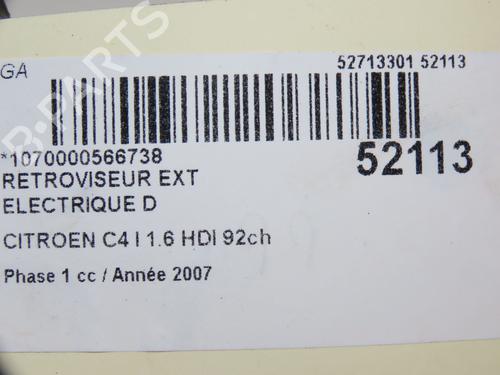 GA
52713301 52113
*1070000566738
52113
RETROVISEUR EXT
ELECTRIQUE D
CITROEN C4 I 1.6 HDI 92ch
Phase 1 cc / Année 2007
B-PARTS